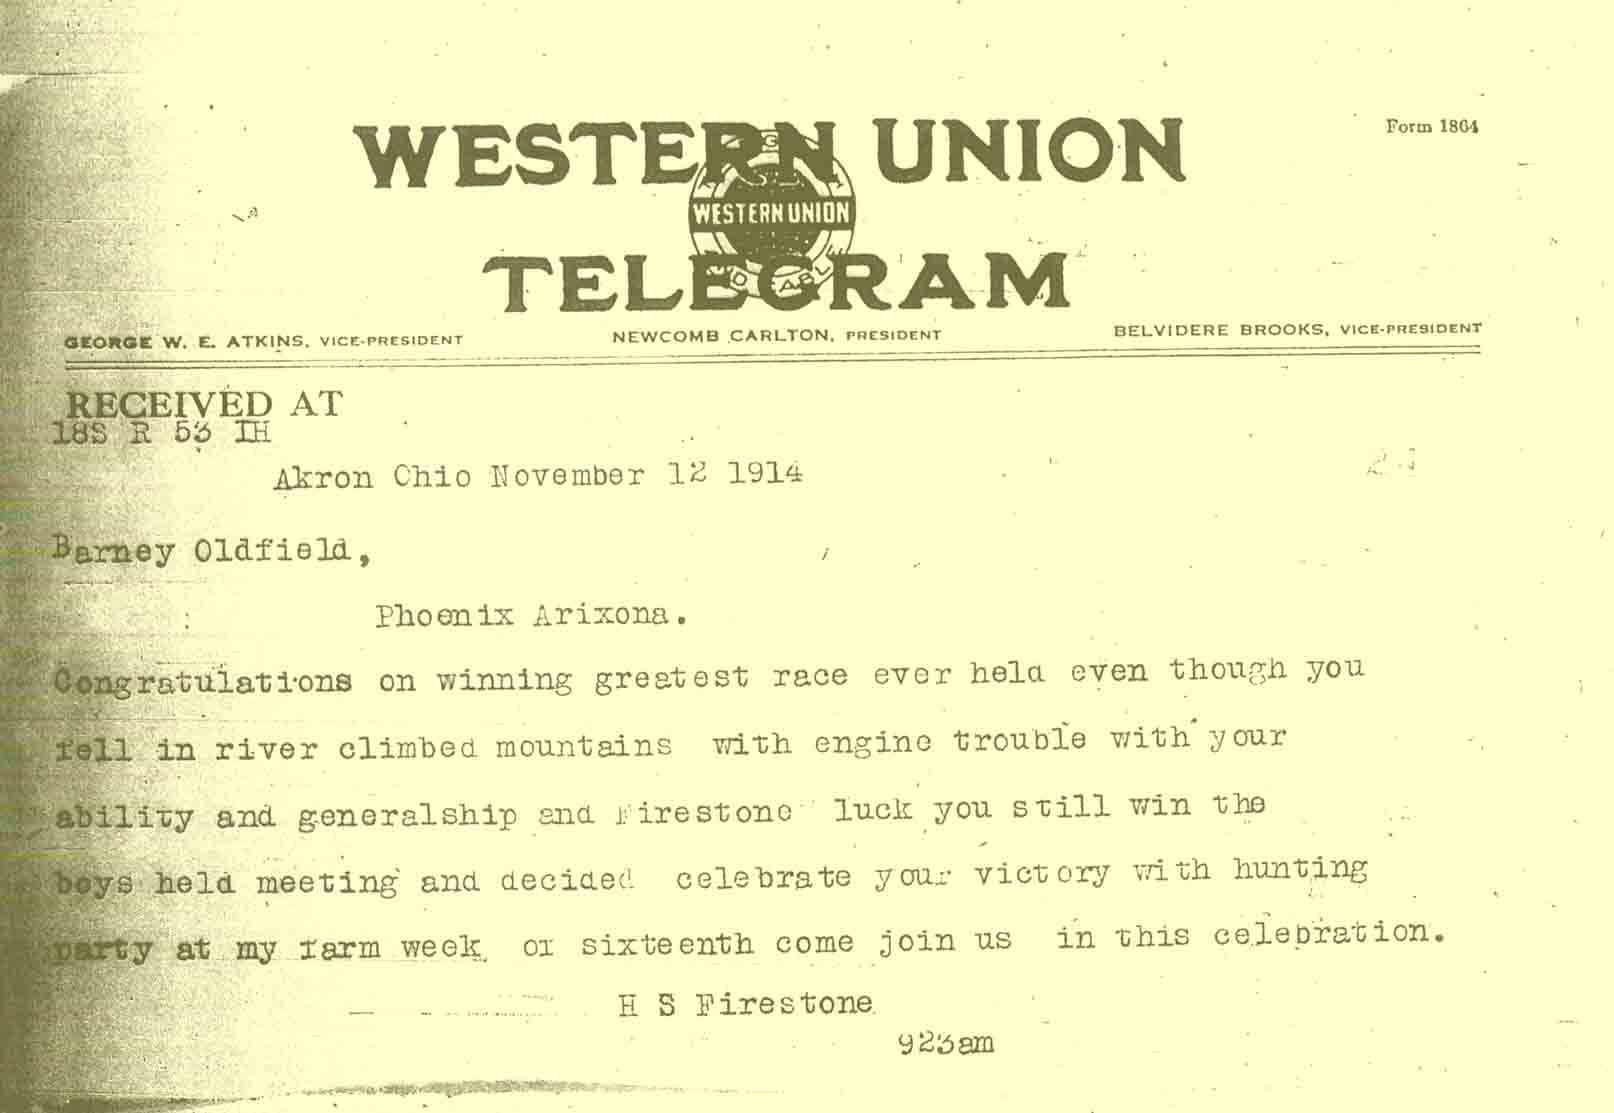 WESTERN UNION
Form 1864
WESTERN UNION
TELEGRAM
GEORGE W. E. ATKINS, VICE-PRESIDENT NEWCOMB CARLTON, PRESIDENT BELVIDERE BROOKS, VICE-PRESIDENT
RECEIVED AT
18S R 53 IH
Akron Ohio November 12 1914
Barney Oldfield,
Phoenix Arixona.
Congratulations on winning greatest race ever held even though you
fell in river climbed mountains with engine trouble with your
ability and generalship and Firestone luck you still win the
boys held meeting and decided celebrate your victory with hunting
party at my farm week of sixteenth come join us in this celebration.
H S Firestone
923am